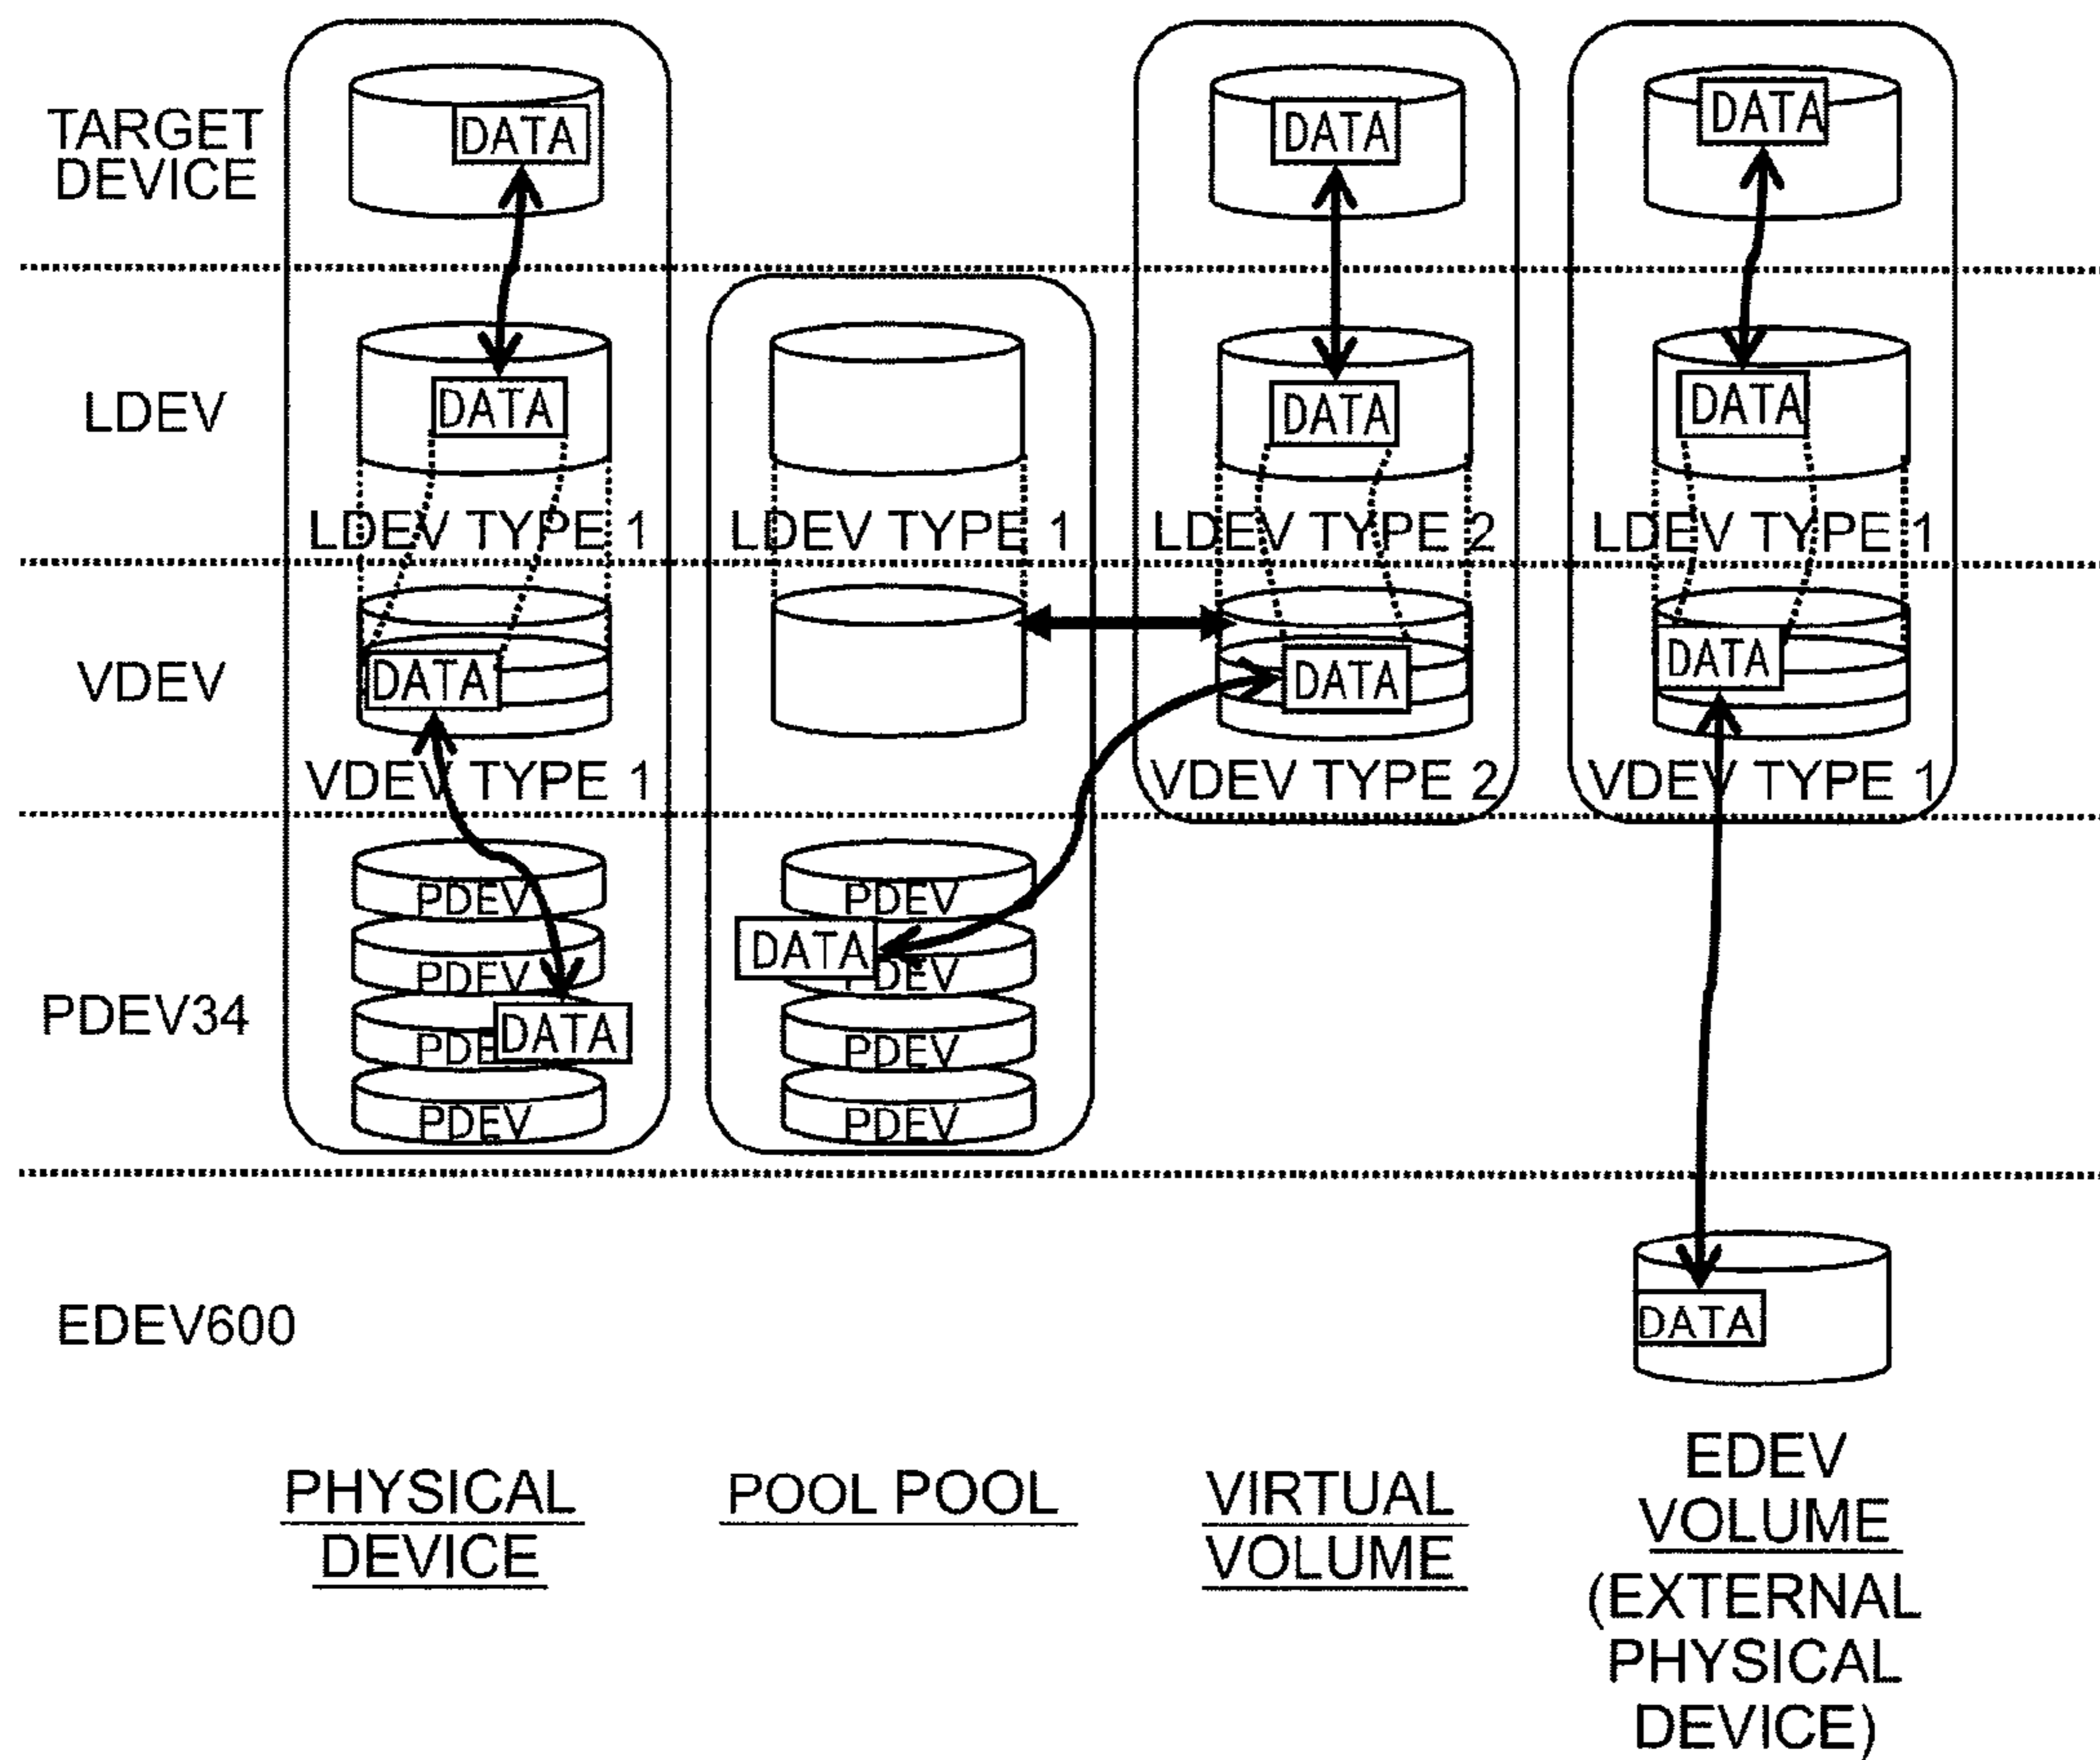 TARGET
DEVICE
DATA
DATA
DATA
LDEV
DATA
DATA
DATA
LDEV TYPE 1
LDEV TYPE 1
LDEV TYPE 2
LDEV TYPE 1
VDEV
DATA
DATA
DATA
VDEV TYPE 1
VDEV TYPE 2
VDEV TYPE 1
PDEV34
PDEV
PDEV
DATA
PDEV
PDEV
DATA
PDEV
PDEV
PDEV
EDEV600
DATA
PHYSICAL
DEVICE
POOL POOL
VIRTUAL
VOLUME
EDEV
VOLUME
(EXTERNAL
PHYSICAL
DEVICE)